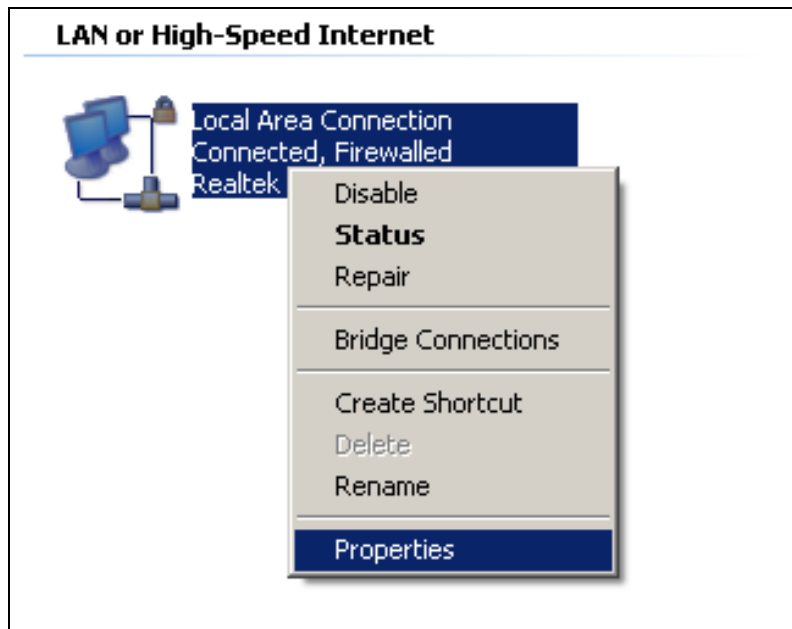 LAN or High-Speed Internet
Local Area Connection
Connected, Firewalled
Realtek
Disable
Status
Repair
Bridge Connections
Create Shortcut
Delete
Rename
Properties